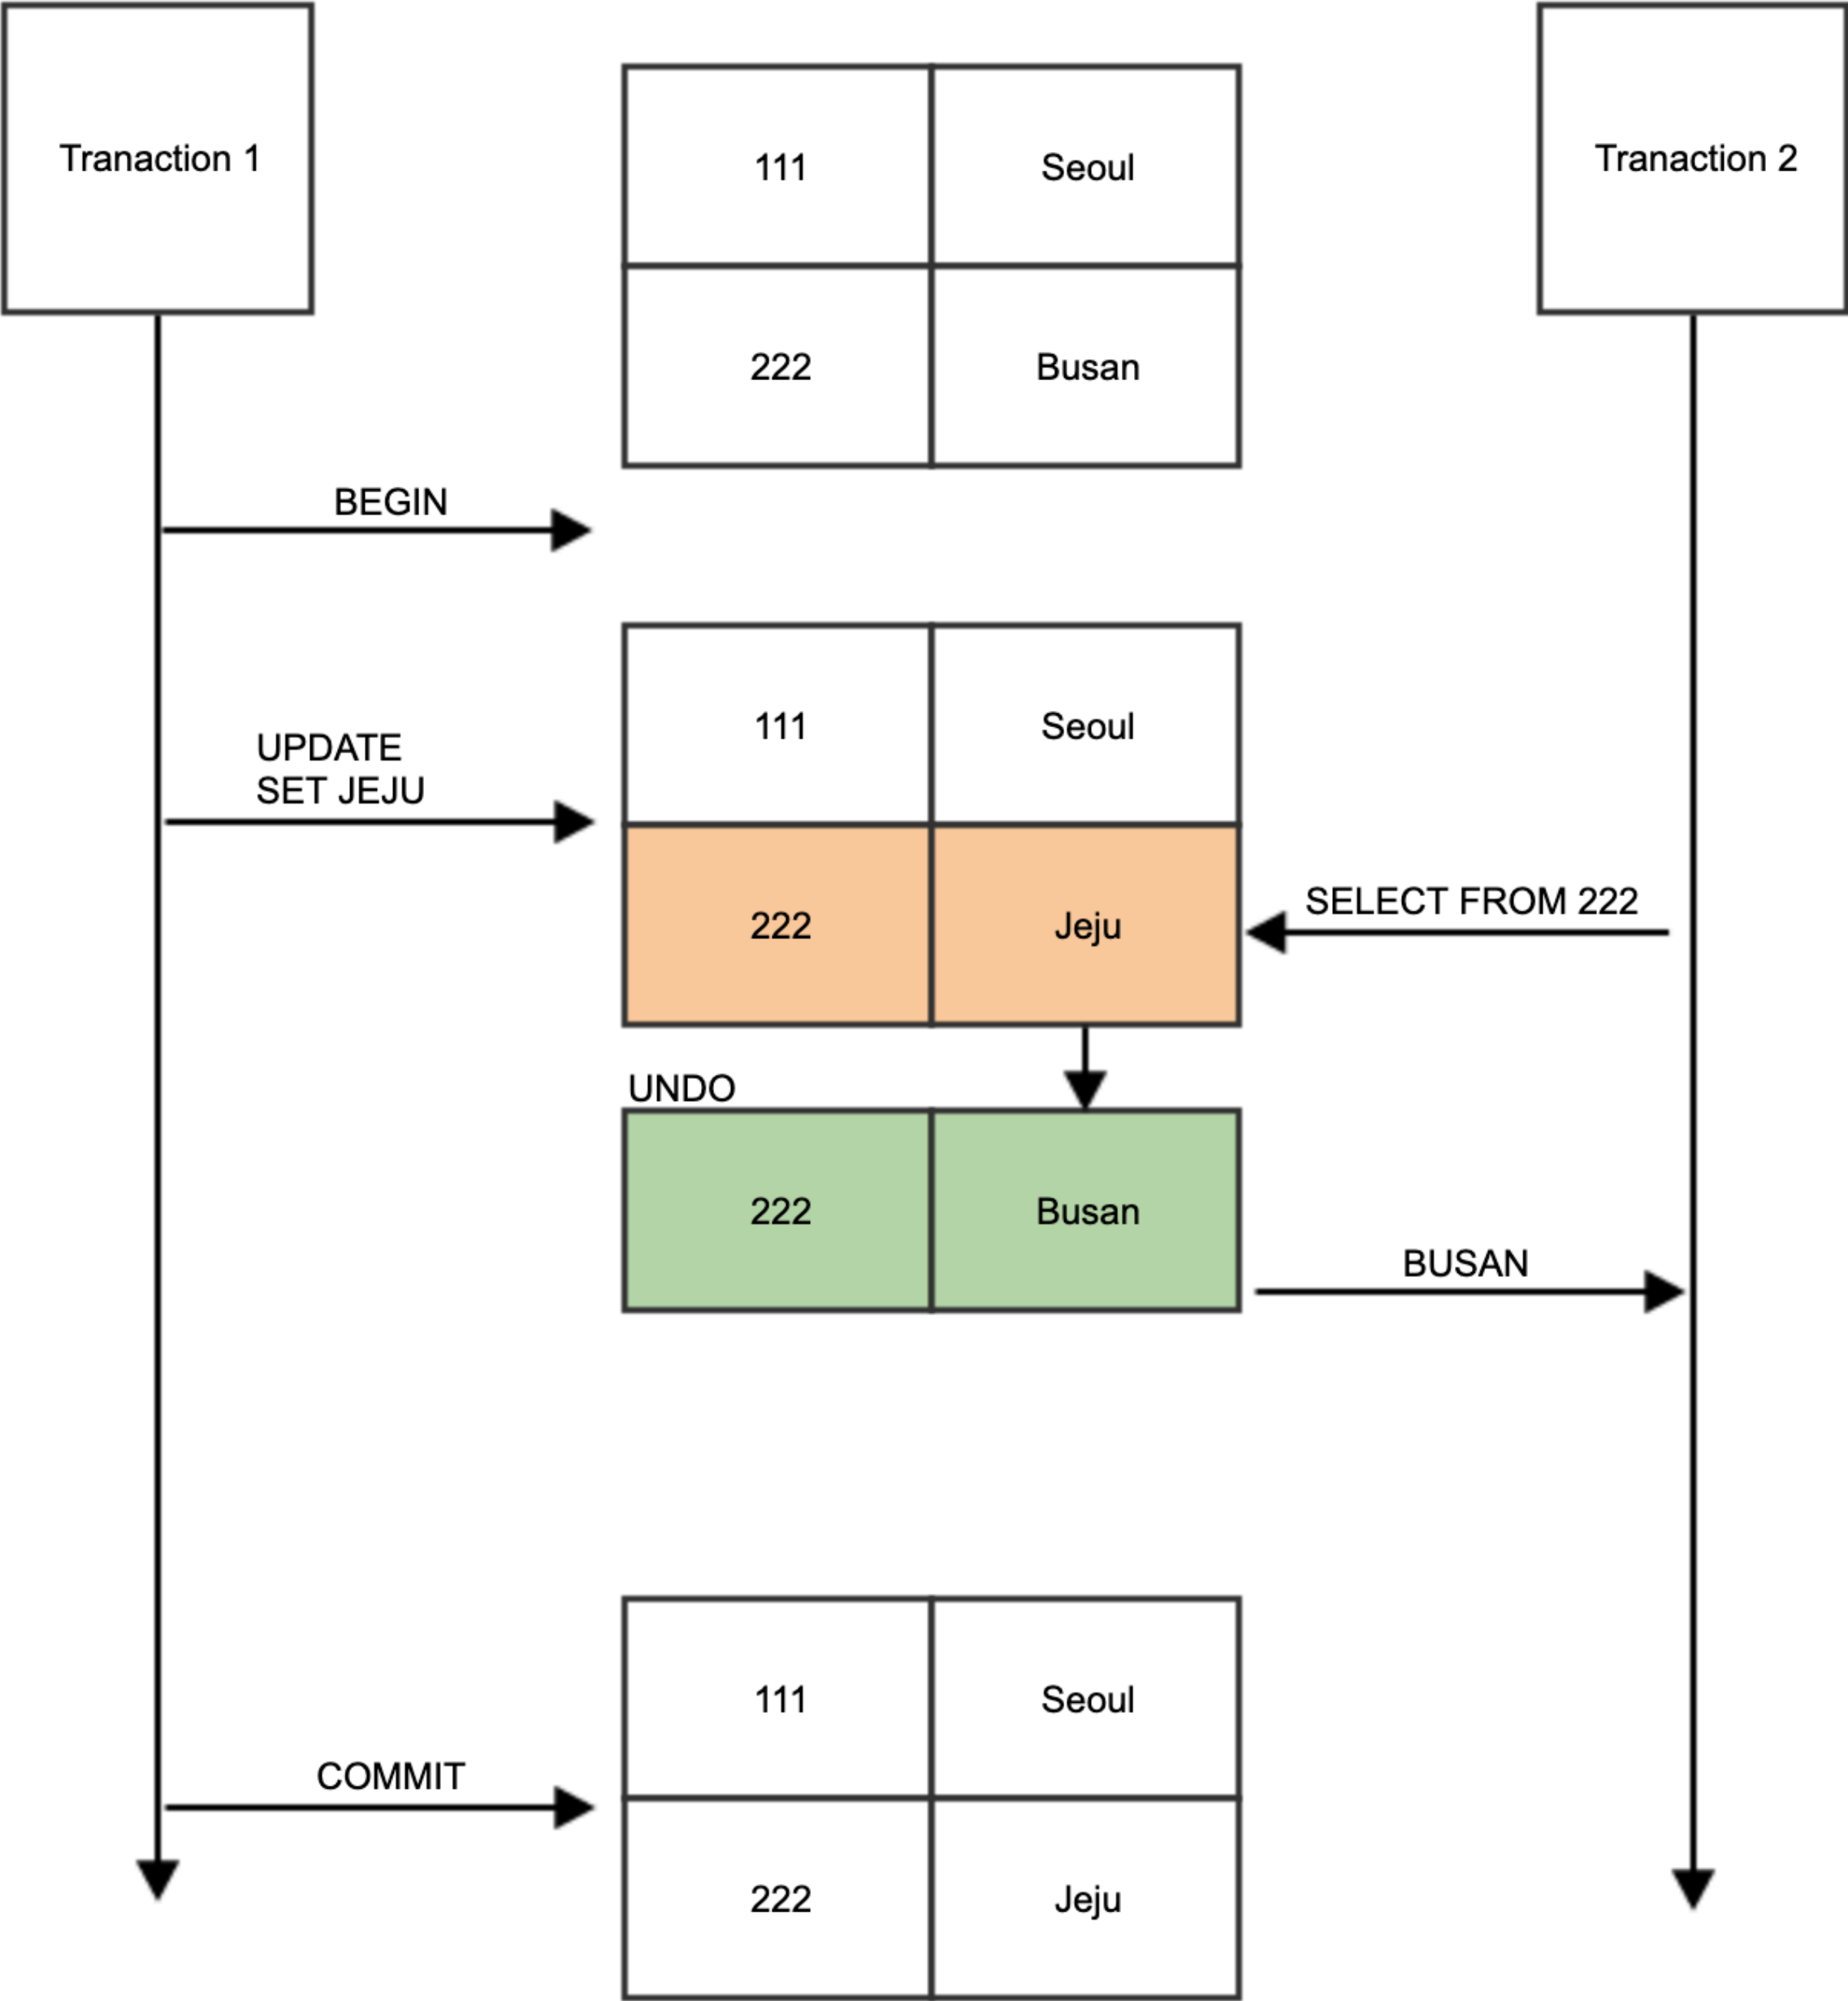 Tranaction 1
Tranaction 2
111 Seoul
222 Busan
BEGIN
111 Seoul
UPDATE
SET JEJU
222 Jeju
SELECT FROM 222
UNDO
222 Busan
BUSAN
111 Seoul
COMMIT
222 Jeju